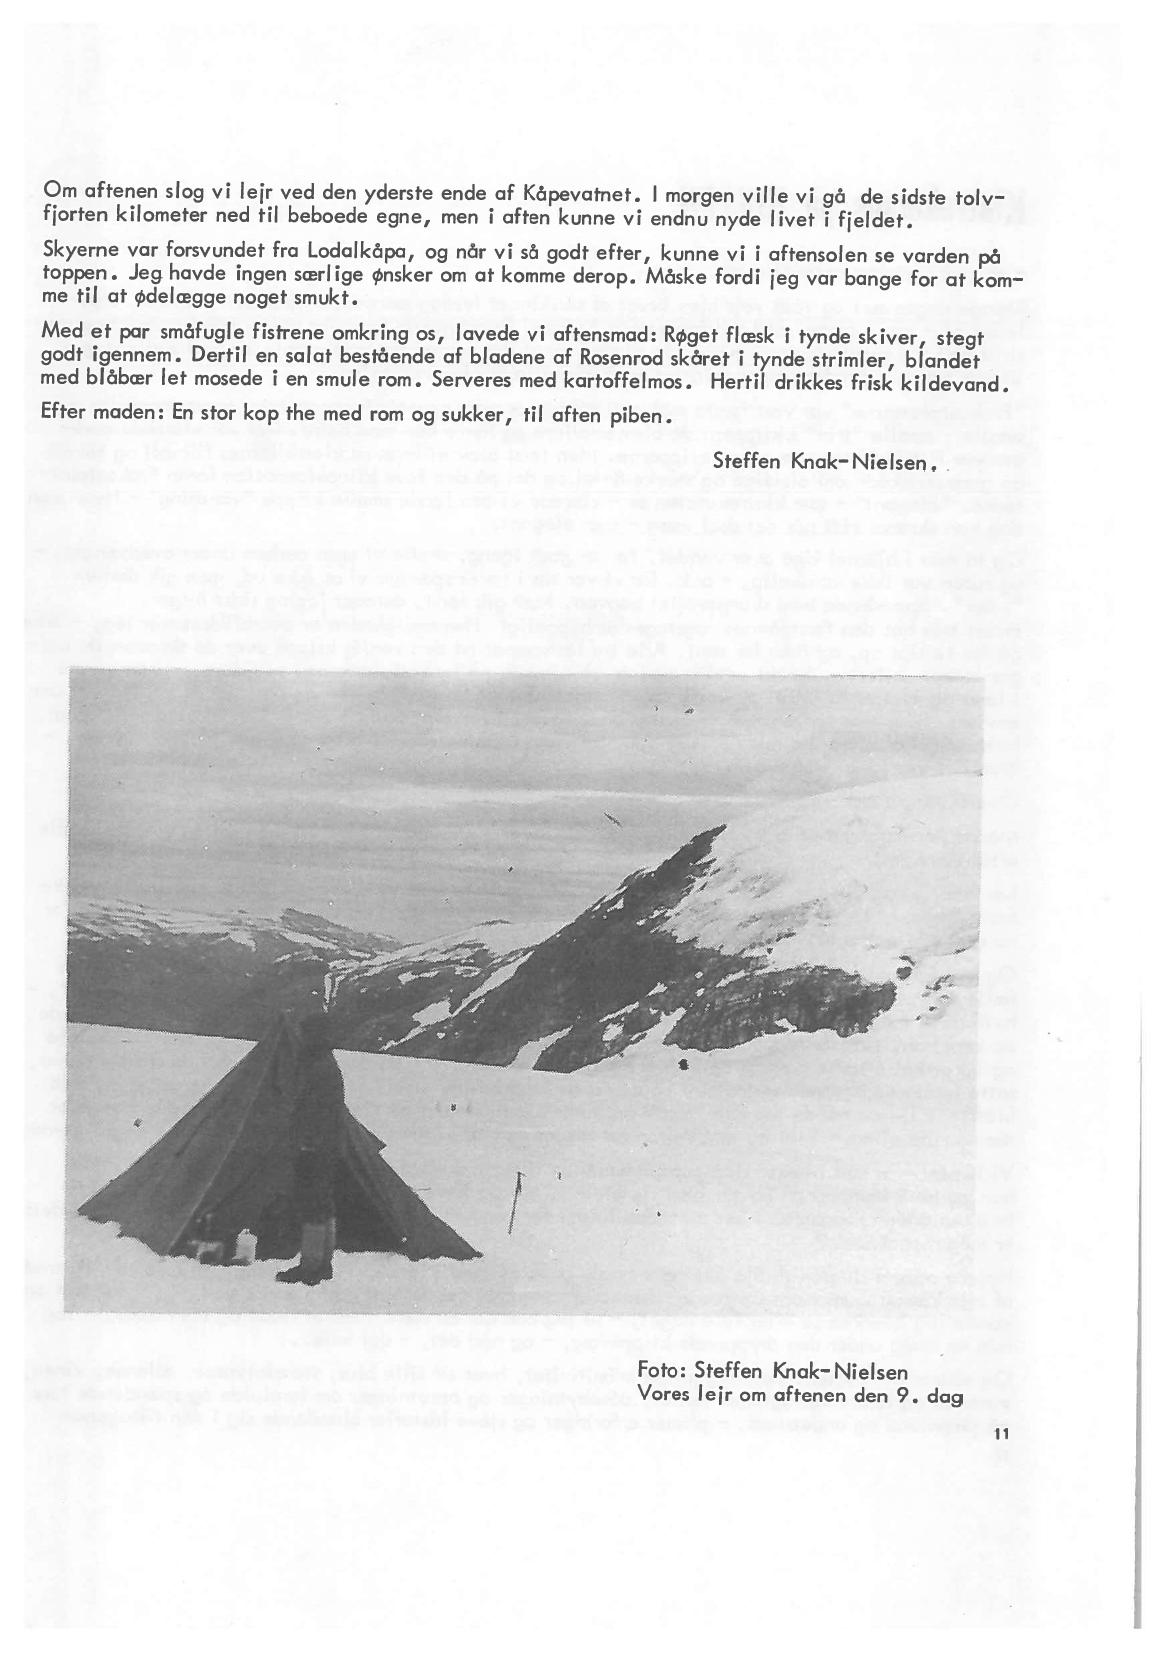 Om aftenen slog vi lejr ved den yderste ende af Kåpevatnet. I morgen ville vi gå de sidste tolv-
fjorten kilometer ned til beboede egne, men i aften kunne vi endnu nyde livet i fjeldet.
Skyerne var forsvundet fra Lodalkåpa, og når vi så godt efter, kunne vi i aftensolen se varden på
toppen. Jeg havde ingen særlige ønsker om at komme derop. Måske fordi jeg var bange for at kom-
me til at ødelægge noget smukt.
Med et par småfugle fistrene omkring os, lavede vi aftensmad: Røget flæsk i tynde skiver, stegt
godt igennem. Dertil en salat bestående af bladene af Rosenrod skåret i tynde strimler, blandet
med blåbær let mosede i en smule rom. Serveres med kartoffelmos. Hertil drikkes frisk kildevand.
Efter maden: En stor kop the med rom og sukker, til aften piben.
Steffen Knak-Nielsen.
Foto: Steffen Knak-Nielsen
Vores lejr om aftenen den 9. dag
11